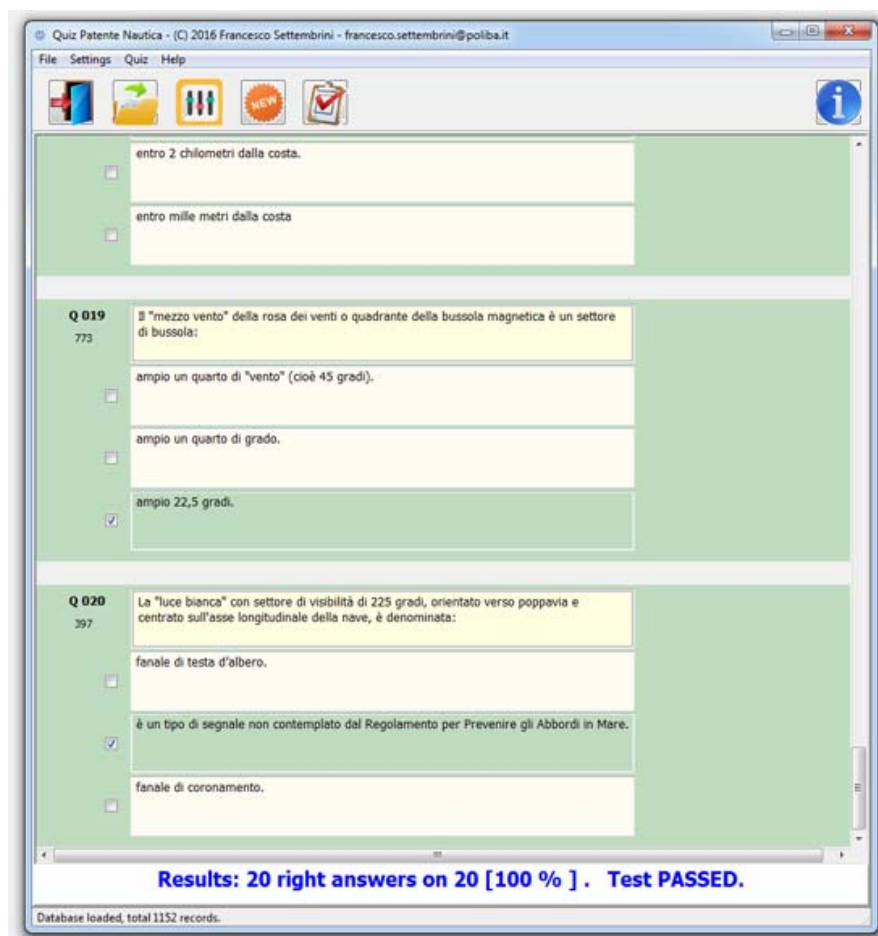 Quiz Patente Nautica - (C) 2016 Francesco Settembrini - francesco.settembrini@poliba.it
File Settings Quiz Help
NEW
entro 2 chilometri dalla costa.
entro mille metri dalla costa
Q 019
773
Il "mezzo vento" della rosa dei venti o quadrante della bussola magnetica è un settore
di bussola:
ampio un quarto di "vento" (cioè 45 gradi).
ampio un quarto di grado.
ampio 22,5 gradi.
Q 020
397
La "luce bianca" con settore di visibilità di 225 gradi, orientato verso poppavia e
centrato sull'asse longitudinale della nave, è denominata:
fanale di testa d'albero.
è un tipo di segnale non contemplato dal Regolamento per Prevenire gli Abbordi in Mare.
fanale di coronamento.
Results: 20 right answers on 20 [100 % ] . Test PASSED.
Database loaded, total 1152 records.